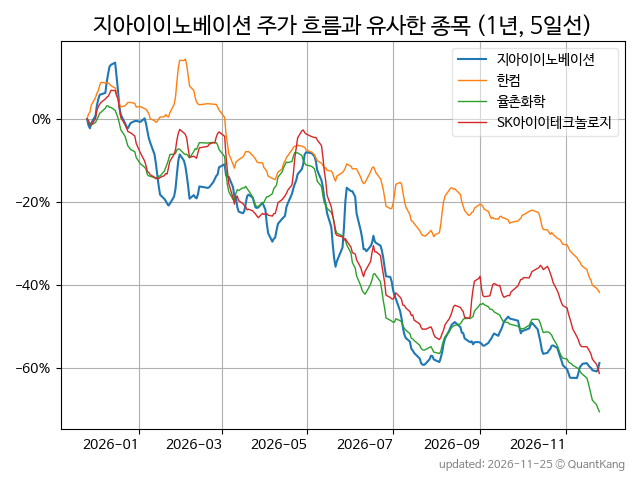 지아이이노베이션 주가 흐름과 유사한 종목 (1년, 5일선)
지아이이노베이션
한컴
율촌화학
SK아이이테크놀로지
0%
−20%
−40%
−60%
2026-01 2026-03 2026-05 2026-07 2026-09 2026-11
updated: 2026-11-25 © QuantKang